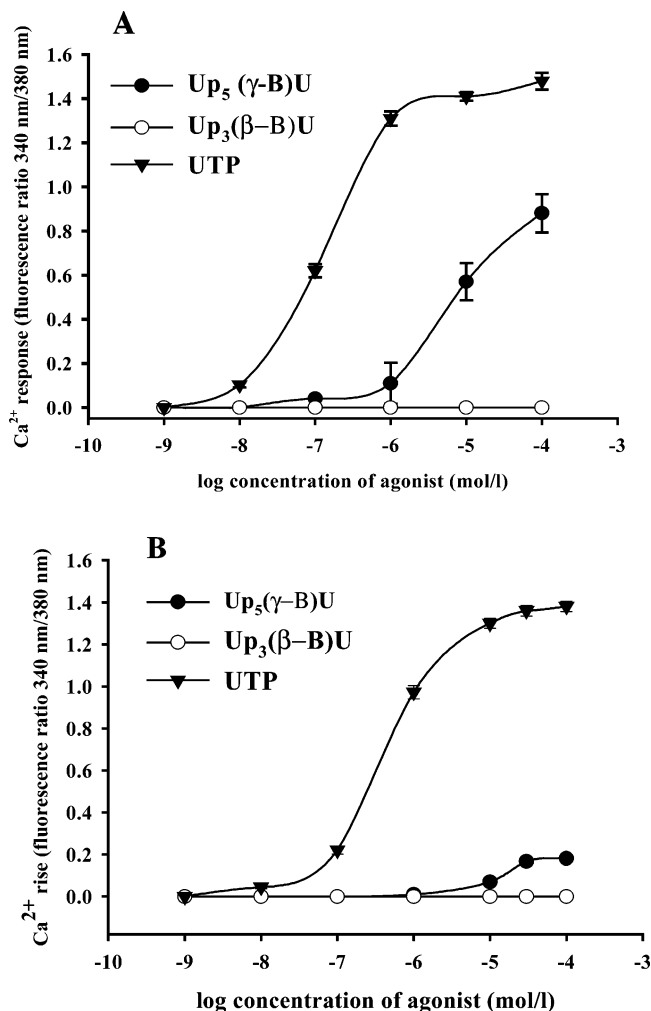 A
Ca2+ response (fluorescence ratio 340 nm/380 nm)
1.6
1.4
1.2
1.0
0.8
0.6
0.4
0.2
0.0
Up5 (γ-B)U
Up3(β–B)U
UTP
-10 -9 -8 -7 -6 -5 -4 -3
log concentration of agonist (mol/l)
B
Ca2+ rise (fluorescence ratio 340 nm/380 nm)
1.6
1.4
1.2
1.0
0.8
0.6
0.4
0.2
0.0
Up5(γ–B)U
Up3(β–B)U
UTP
-10 -9 -8 -7 -6 -5 -4 -3
log concentration of agonist (mol/l)